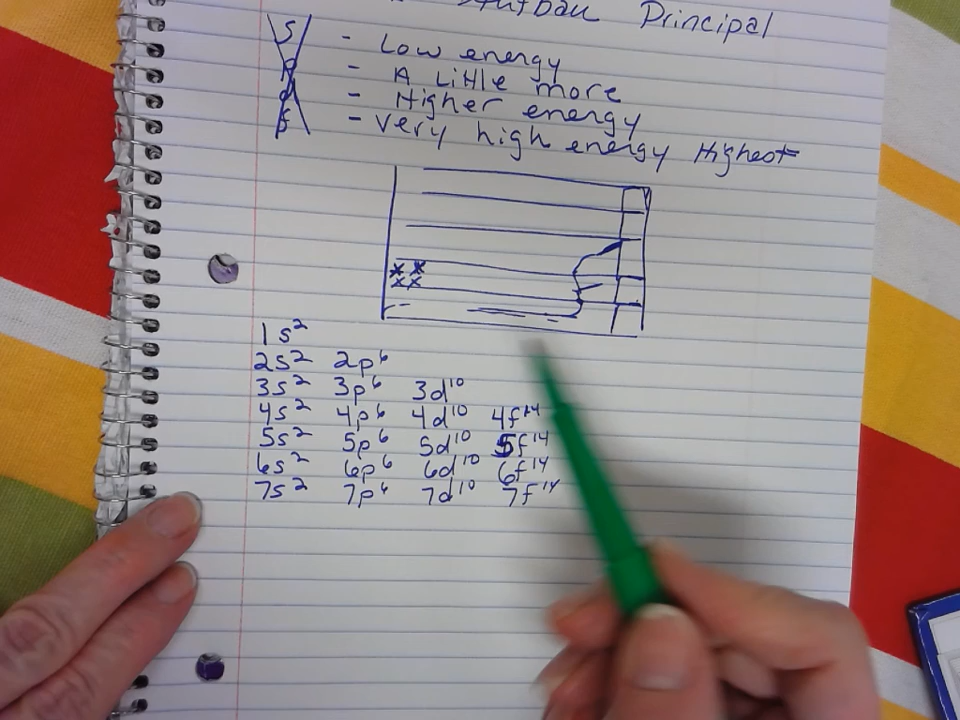 Aufbau Principal
S - Low energy
p - A Little more
d - Higher energy
f - Very high energy Highest
x x
x x
1s²
2s² 2p⁶
3s² 3p⁶ 3d¹⁰
4s² 4p⁶ 4d¹⁰ 4f¹⁴
5s² 5p⁶ 5d¹⁰ 5f¹⁴
6s² 6p⁶ 6d¹⁰ 6f¹⁴
7s² 7p⁶ 7d¹⁰ 7f¹⁴